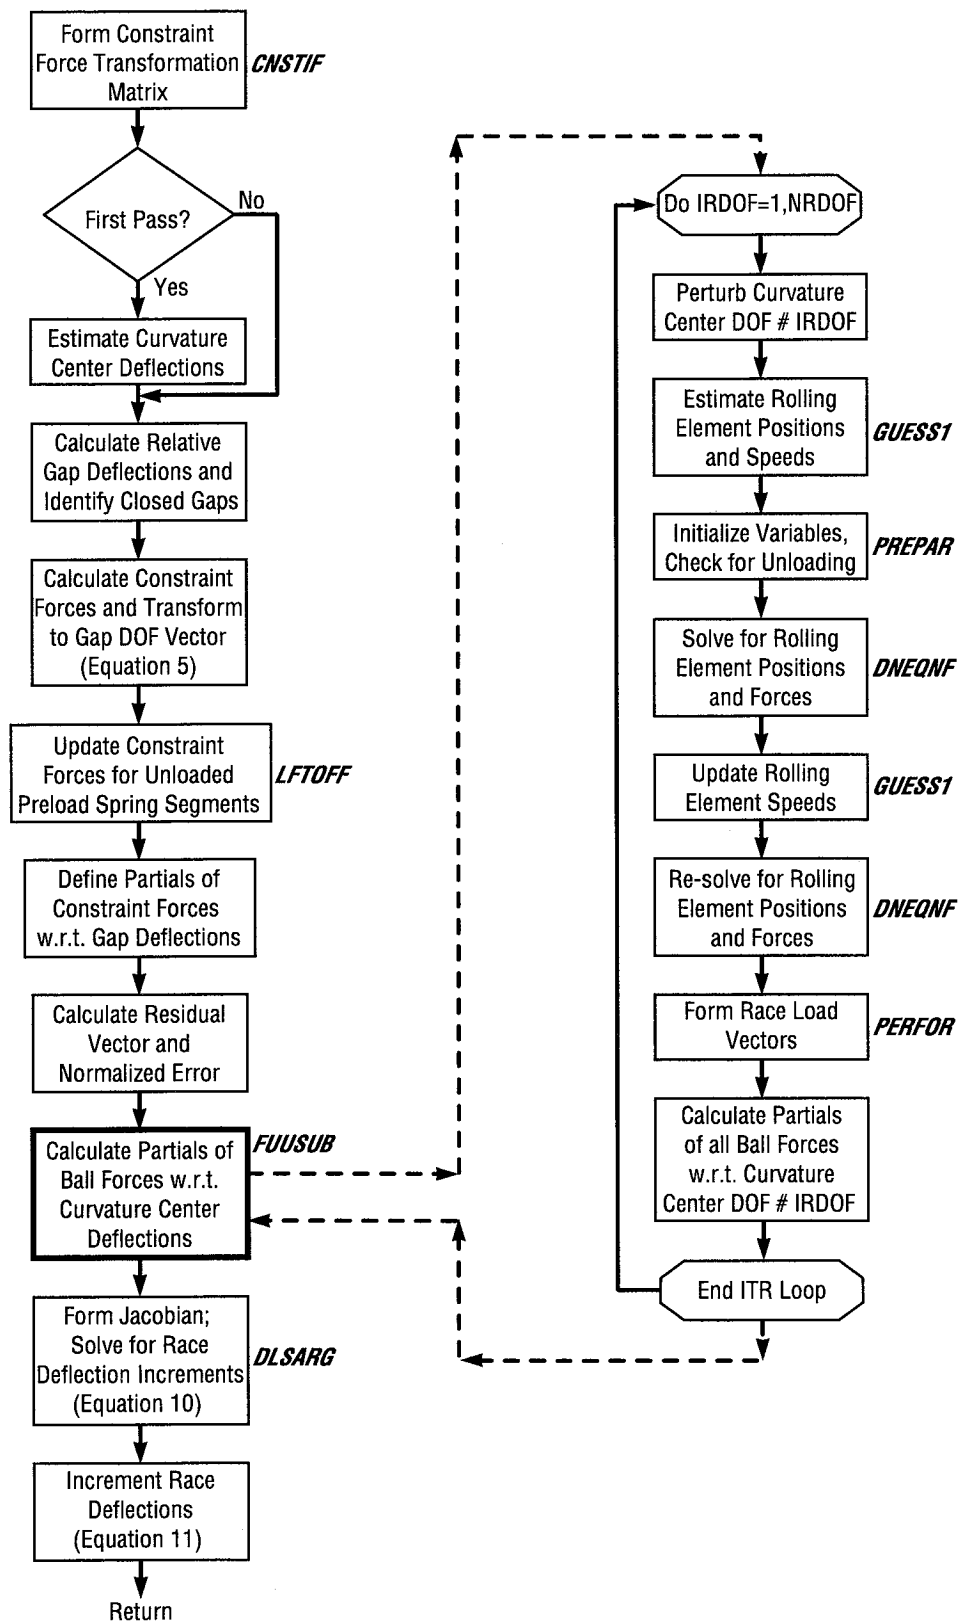 Form Constraint
Force Transformation
Matrix
CNSTIF
First Pass?
No
Yes
Estimate Curvature
Center Deflections
Calculate Relative
Gap Deflections and
Identify Closed Gaps
Calculate Constraint
Forces and Transform
to Gap DOF Vector
(Equation 5)
Update Constraint
Forces for Unloaded
Preload Spring Segments
LFTOFF
Define Partials of
Constraint Forces
w.r.t. Gap Deflections
Calculate Residual
Vector and
Normalized Error
Calculate Partials of
Ball Forces w.r.t.
Curvature Center
Deflections
FUUSUB
Form Jacobian;
Solve for Race
Deflection Increments
(Equation 10)
DLSARG
Increment Race
Deflections
(Equation 11)
Return
Do IRDOF=1,NRDOF
Perturb Curvature
Center DOF # IRDOF
Estimate Rolling
Element Positions
and Speeds
GUESS1
Initialize Variables,
Check for Unloading
PREPAR
Solve for Rolling
Element Positions
and Forces
DNEQNF
Update Rolling
Element Speeds
GUESS1
Re-solve for Rolling
Element Positions
and Forces
DNEQNF
Form Race Load
Vectors
PERFOR
Calculate Partials
of all Ball Forces
w.r.t. Curvature
Center DOF # IRDOF
End ITR Loop